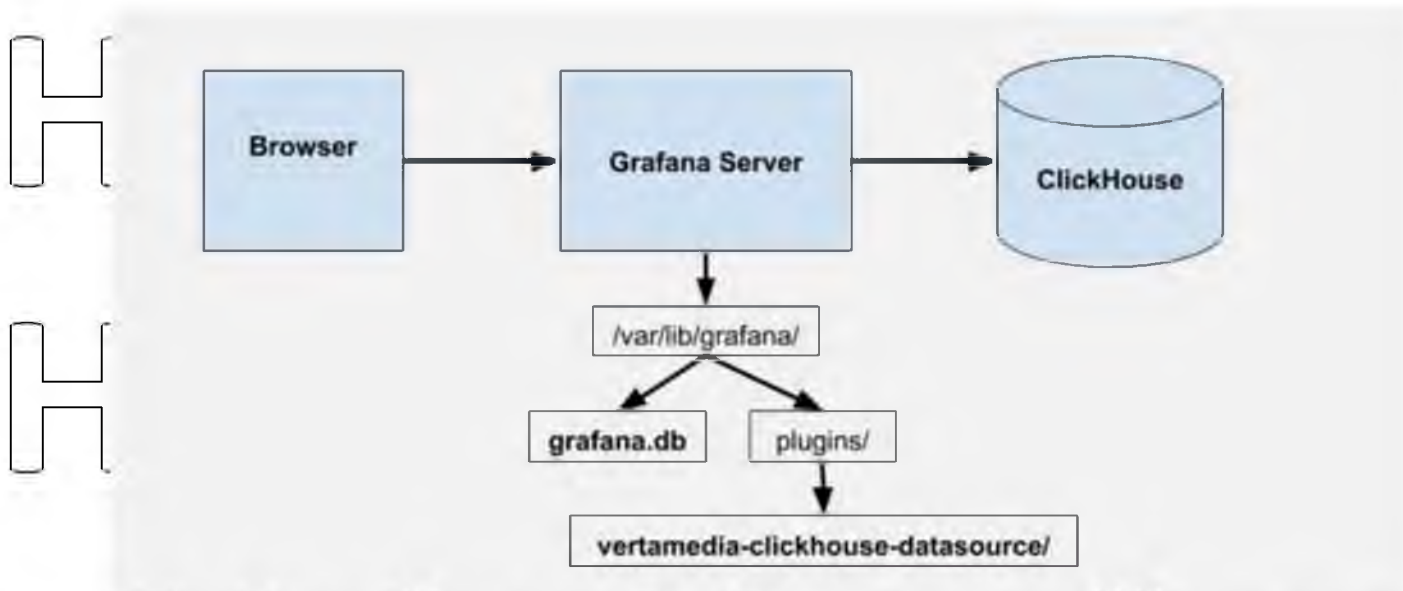 Browser
Grafana Server
ClickHouse
/var/lib/grafana/
grafana.db
plugins/
vertamedia-clickhouse-datasource/